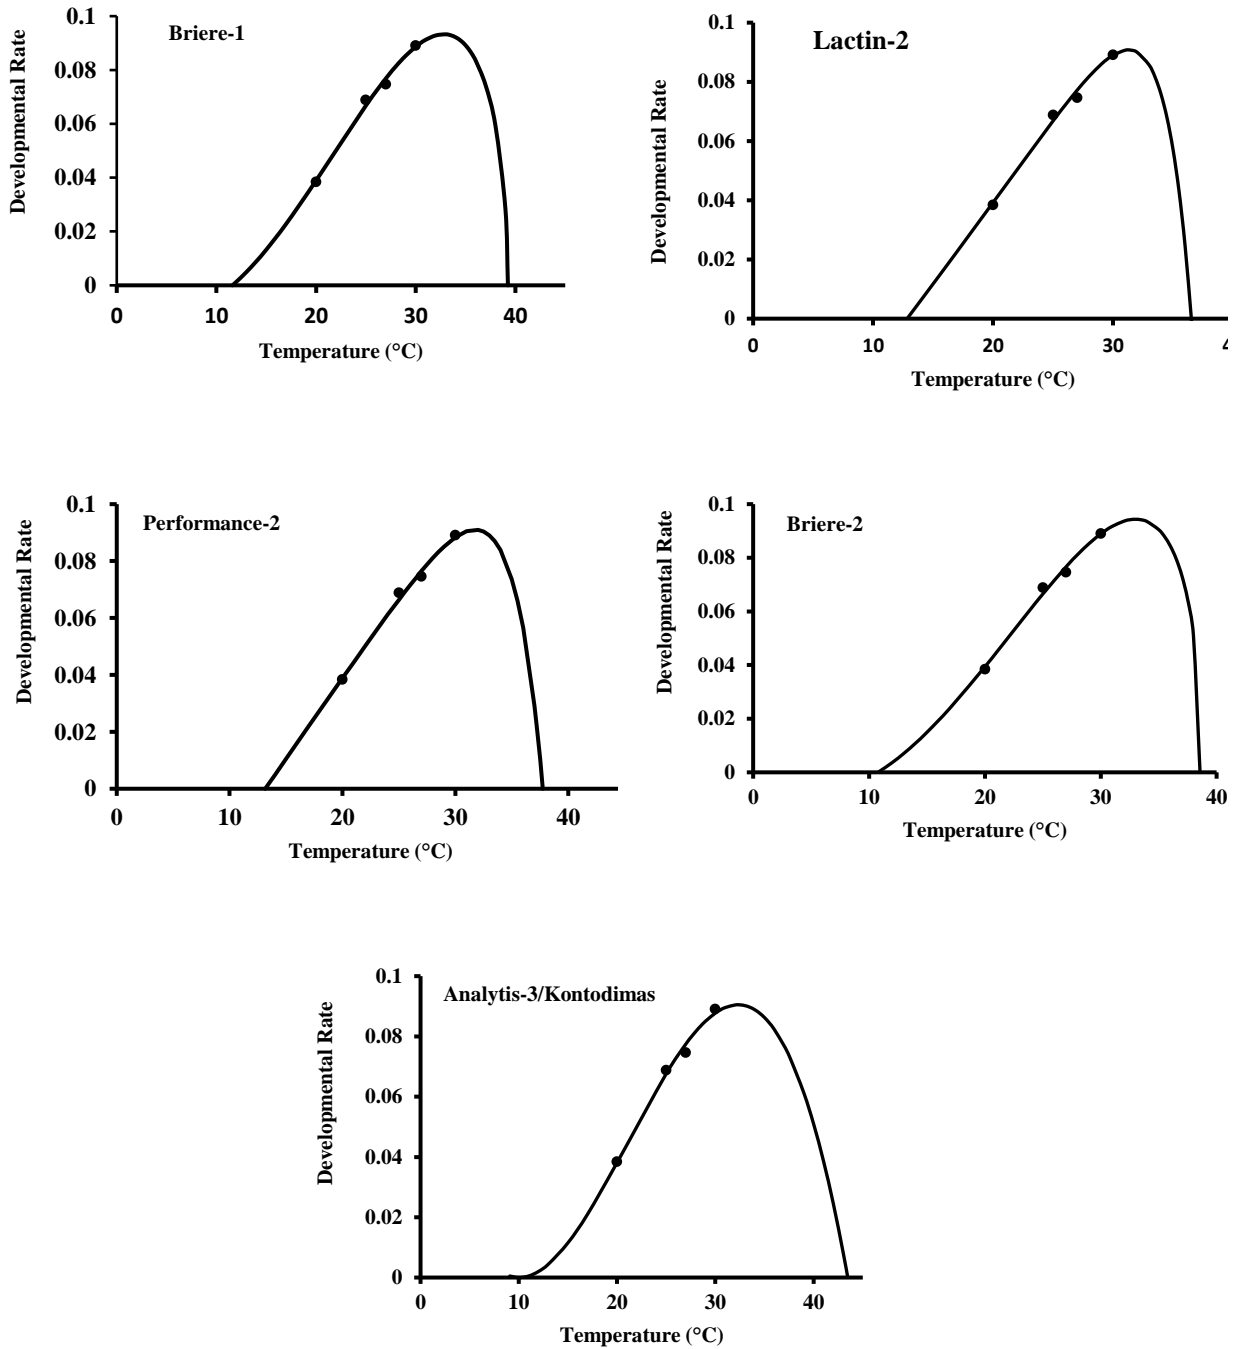 Briere-1
Developmental Rate
0.1
0.08
0.06
0.04
0.02
0
0 10 20 30 40
Temperature (°C)
Lactin-2
Developmental Rate
0.1
0.08
0.06
0.04
0.02
0
0 10 20 30 4
Temperature (°C)
Performance-2
Developmental Rate
0.1
0.08
0.06
0.04
0.02
0
0 10 20 30 40
Temperature (°C)
Briere-2
Developmental Rate
0.1
0.08
0.06
0.04
0.02
0
0 10 20 30 40
Temperature (°C)
Analytis-3/Kontodimas
Developmental Rate
0.1
0.08
0.06
0.04
0.02
0
0 10 20 30 40
Temperature (°C)